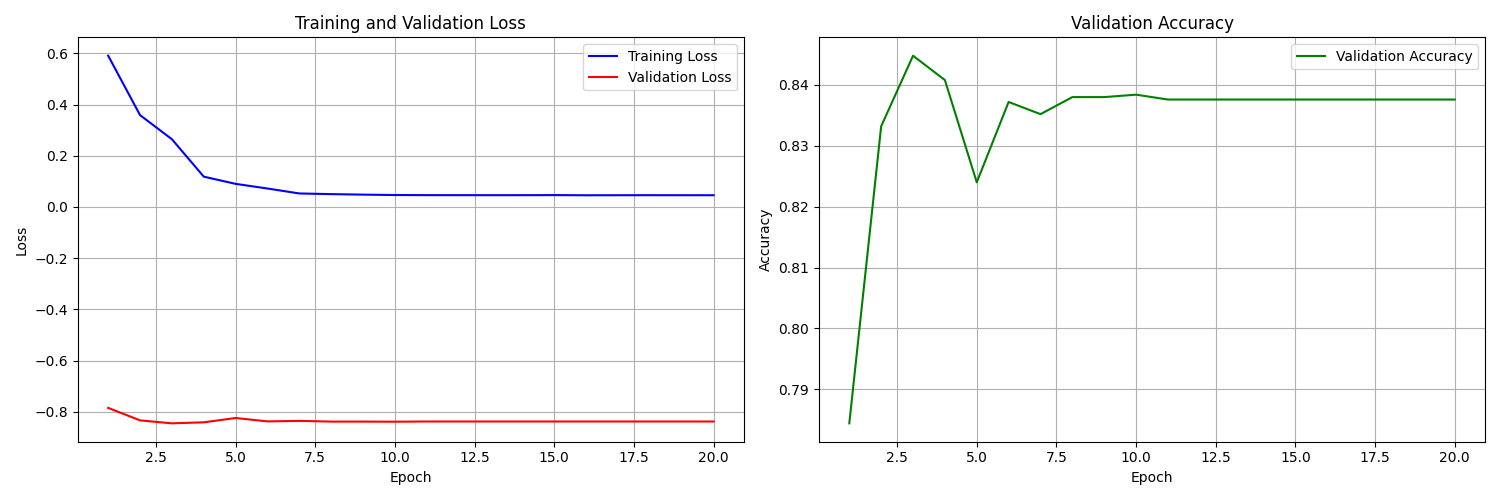 Training and Validation Loss
0.6
0.4
0.2
0.0
−0.2
−0.4
−0.6
−0.8
Loss
2.5 5.0 7.5 10.0 12.5 15.0 17.5 20.0
Epoch
Training Loss
Validation Loss
Validation Accuracy
0.84
0.83
0.82
0.81
0.80
0.79
Accuracy
2.5 5.0 7.5 10.0 12.5 15.0 17.5 20.0
Epoch
Validation Accuracy